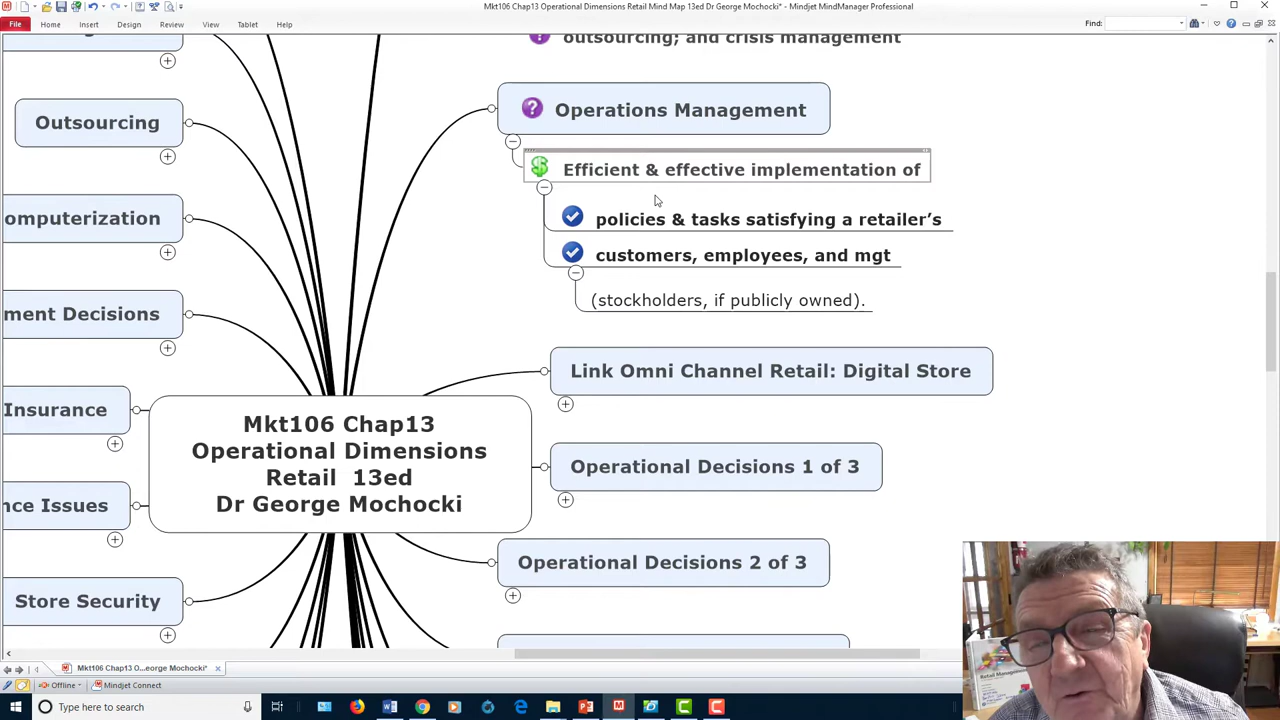 Mkt106 Chap13 Operational Dimensions Retail Mind Map 13ed Dr George Mochocki* - Mindjet MindManager Professional
File Home Insert Design Review View Tablet Help
Find:
outsourcing; and crisis management
Operations Management
Outsourcing
Efficient & effective implementation of
omputerization
policies & tasks satisfying a retailer's
customers, employees, and mgt
(stockholders, if publicly owned).
ment Decisions
Link Omni Channel Retail: Digital Store
Insurance
Mkt106 Chap13
Operational Dimensions
Retail 13ed
Dr George Mochocki
Operational Decisions 1 of 3
nce Issues
Operational Decisions 2 of 3
Store Security
Mkt106 Chap13 O...eorge Mochocki*
Offline Mindjet Connect
Type here to search
Retail Management